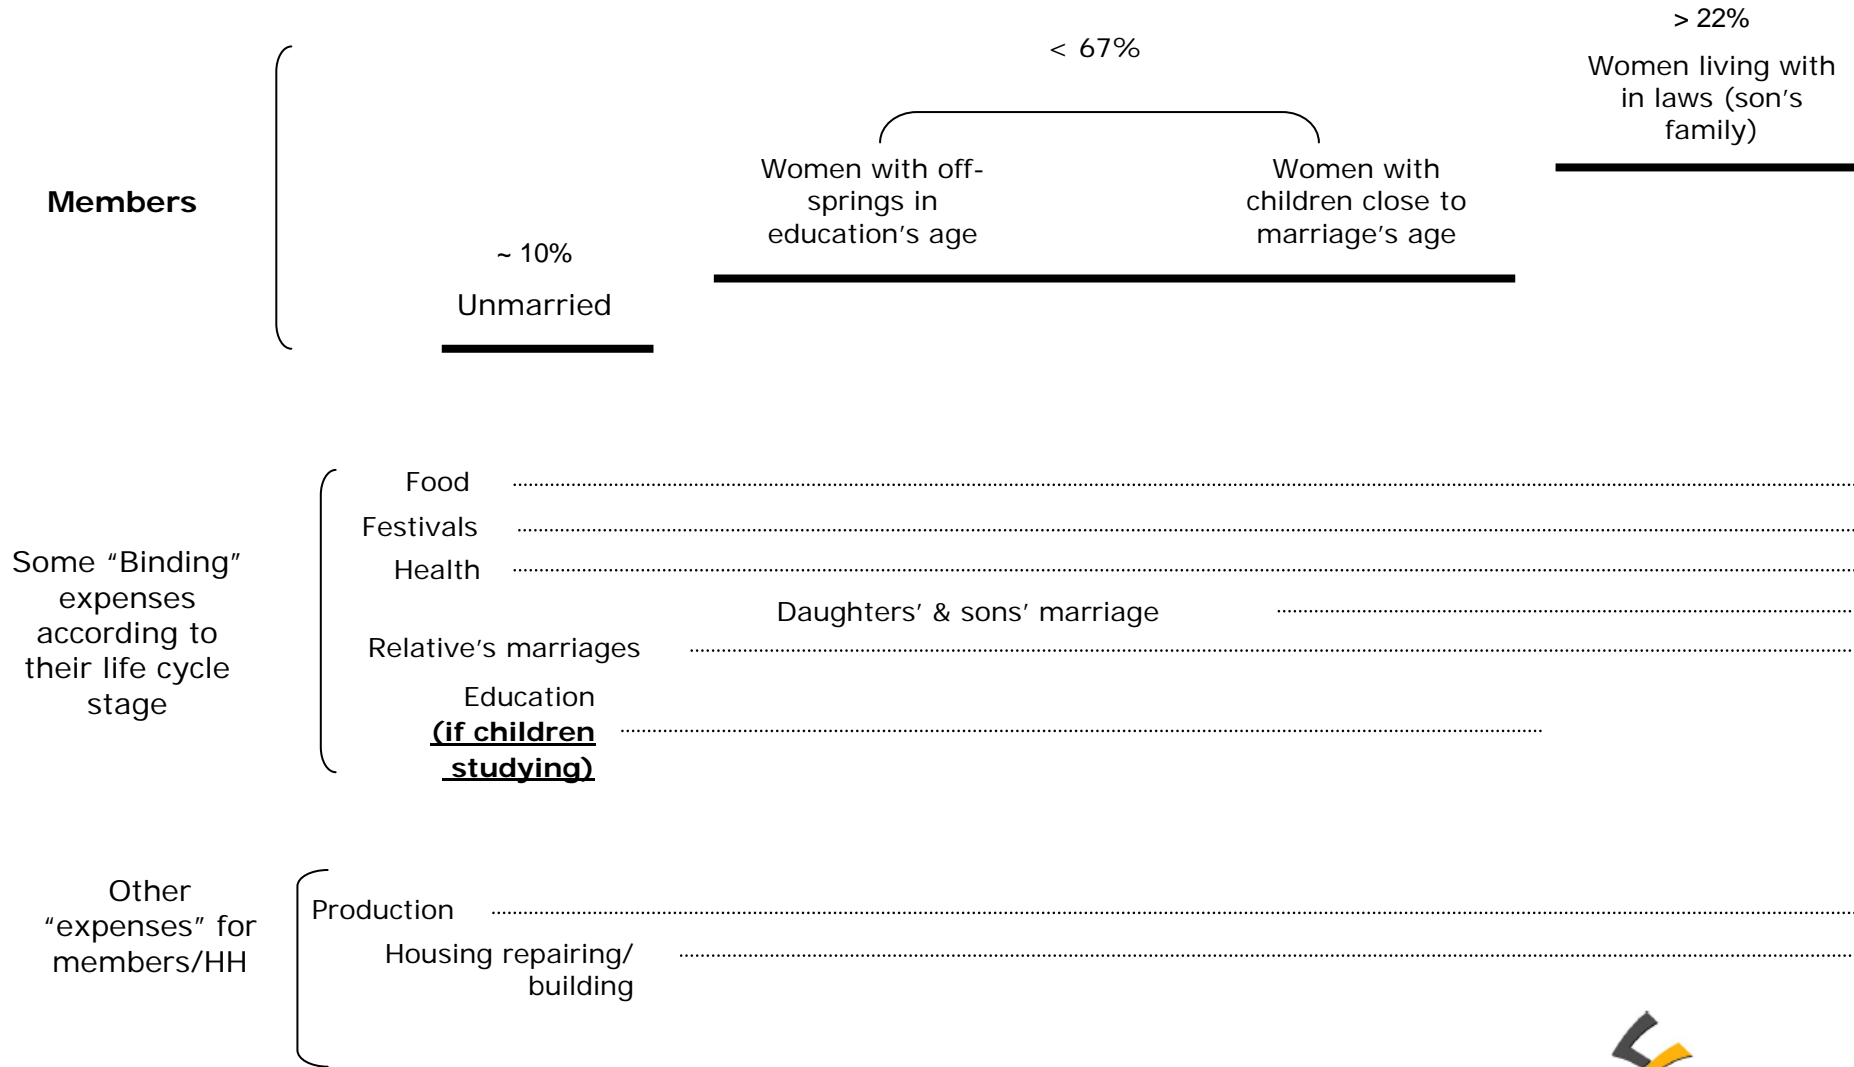 > 22%
< 67%
Women living with
in laws (son's
family)
Women with off-
springs in
education's age
Women with
children close to
marriage's age
Members
~ 10%
Unmarried
Some “Binding”
expenses
according to
their life cycle
stage
Food
Festivals
Health
Daughters’ & sons’ marriage
Relative's marriages
Education
(if children
studying)
Other
“expenses” for
members/HH
Production
Housing repairing/
building